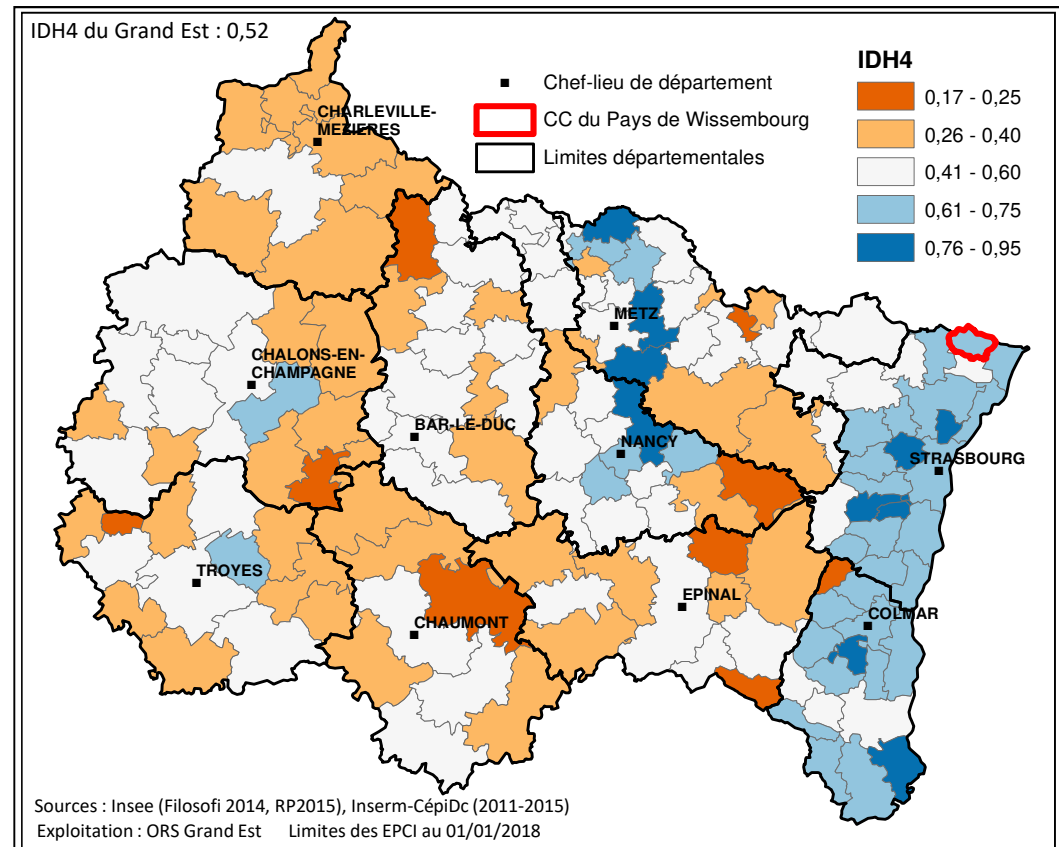 IDH4 du Grand Est : 0,52
IDH4
Chef-lieu de département
CC du Pays de Wissembourg
Limites départementales
0,17 - 0,25
0,26 - 0,40
0,41 - 0,60
0,61 - 0,75
0,76 - 0,95
CHARLEVILLE-
MEZIERES
METZ
CHALONS-EN-
CHAMPAGNE
BAR-LE-DUC
NANCY
STRASBOURG
TROYES
EPINAL
CHAUMONT
COLMAR
Sources : Insee (Filosofi 2014, RP2015), Inserm-CépiDc (2011-2015)
Exploitation : ORS Grand Est Limites des EPCI au 01/01/2018